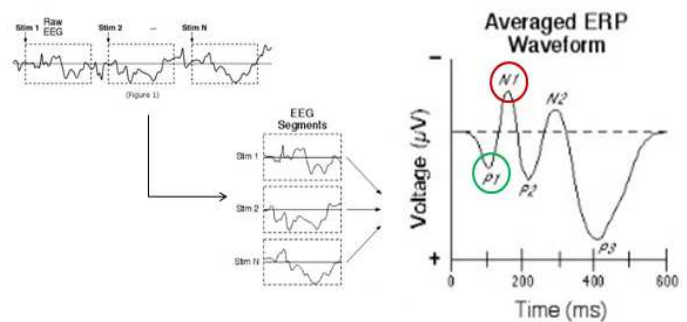 Stim 1
Raw
EEG
Stim 2
...
Stim N
(Figure 1)
EEG
Segments
Stim 1
Stim 2
Stim N
Averaged ERP
Waveform
Voltage (µV)
−
+
N1
N2
P1
P2
P3
0
200
400
600
Time (ms)